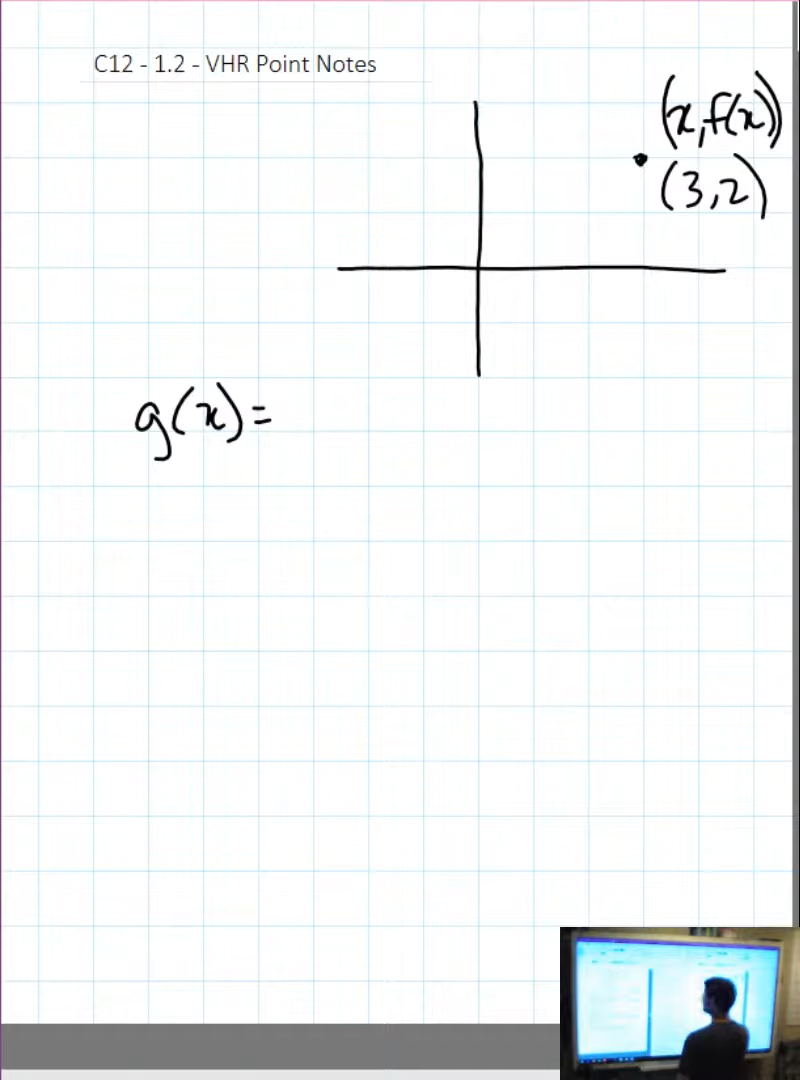 C12 - 1.2 - VHR Point Notes
(x, f(x))
(3,2)
g(x)=